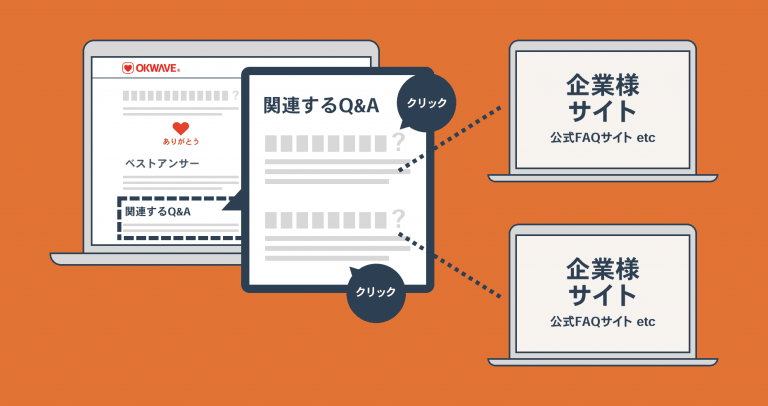 OKWAVE®
?
ありがとう
ベストアンサー
関連するQ&A
関連するQ&A
クリック
?
?
クリック
企業様
サイト
公式FAQサイト etc
企業様
サイト
公式FAQサイト etc